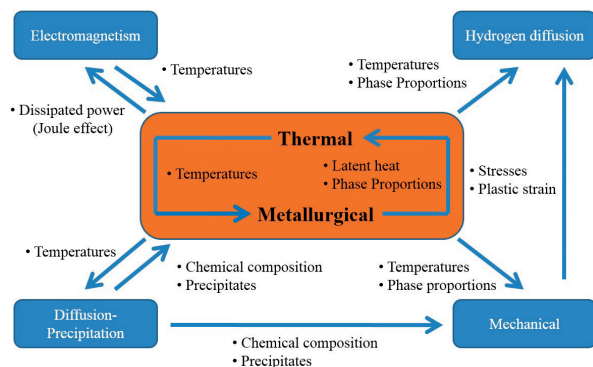 Electromagnetism
Hydrogen diffusion
• Temperatures
• Temperatures
• Phase Proportions
• Dissipated power
(Joule effect)
Thermal
• Temperatures
• Latent heat
• Phase Proportions
Metallurgical
• Stresses
• Plastic strain
• Temperatures
• Chemical composition
• Precipitates
• Temperatures
• Phase proportions
Diffusion-
Precipitation
Mechanical
• Chemical composition
• Precipitates